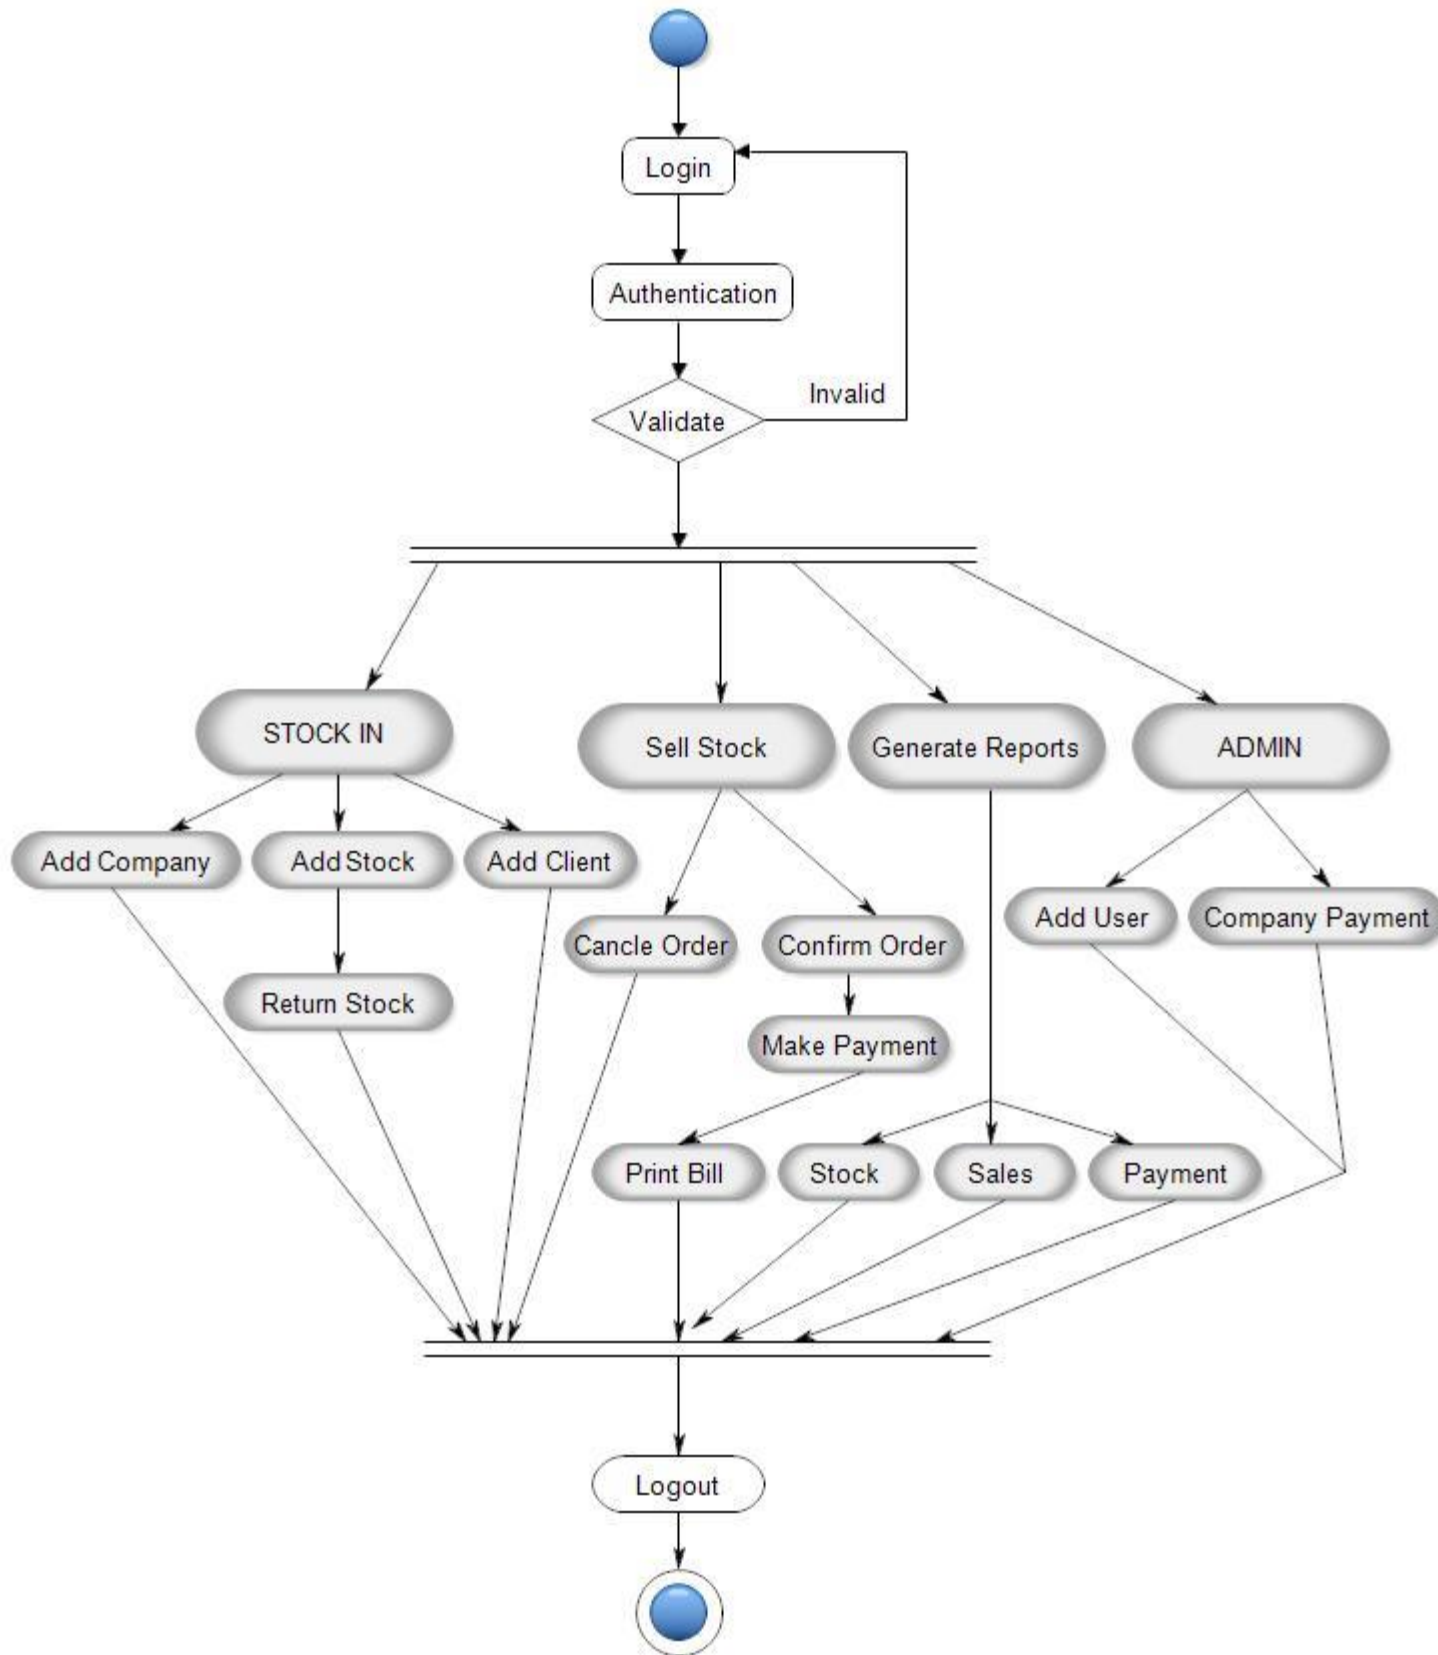 Login
Authentication
Validate
Invalid
STOCK IN
Sell Stock
Generate Reports
ADMIN
Add Company
Add Stock
Add Client
Add User
Company Payment
Cancle Order
Confirm Order
Return Stock
Make Payment
Print Bill
Stock
Sales
Payment
Logout